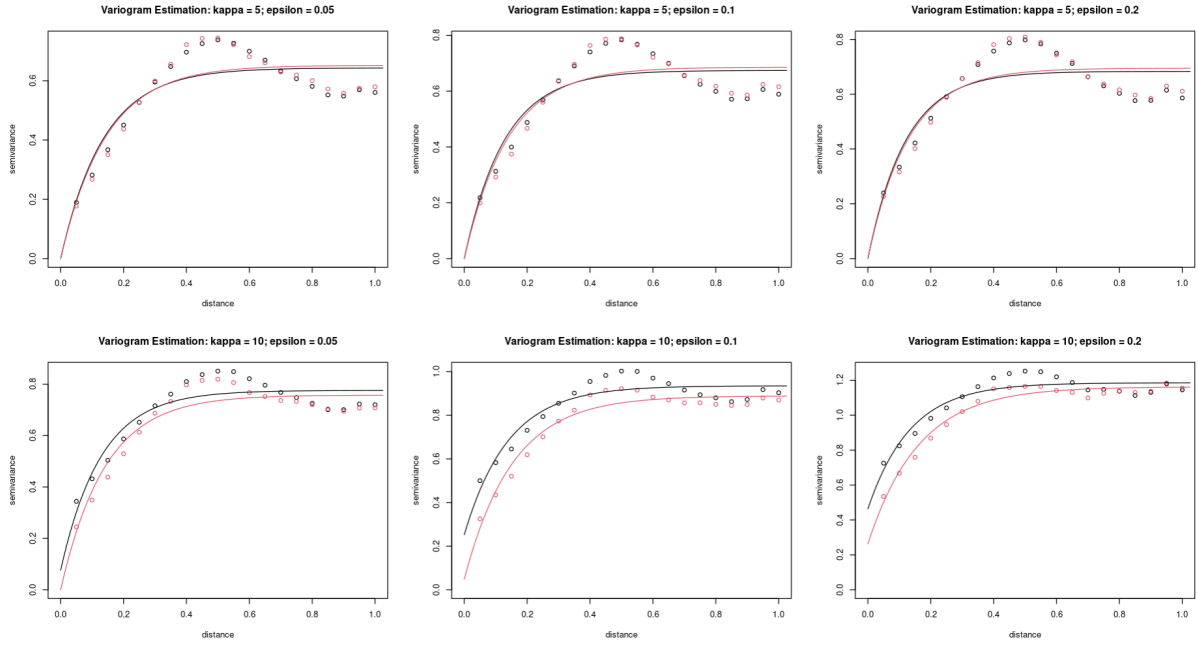 Variogram Estimation: kappa = 5; epsilon = 0.05
semivariance
0.0 0.2 0.4 0.6
0.0 0.2 0.4 0.6 0.8 1.0
distance
Variogram Estimation: kappa = 5; epsilon = 0.1
semivariance
0.0 0.2 0.4 0.6 0.8
0.0 0.2 0.4 0.6 0.8 1.0
distance
Variogram Estimation: kappa = 5; epsilon = 0.2
semivariance
0.0 0.2 0.4 0.6 0.8
0.0 0.2 0.4 0.6 0.8 1.0
distance
Variogram Estimation: kappa = 10; epsilon = 0.05
semivariance
0.0 0.2 0.4 0.6 0.8
0.0 0.2 0.4 0.6 0.8 1.0
distance
Variogram Estimation: kappa = 10; epsilon = 0.1
semivariance
0.0 0.2 0.4 0.6 0.8 1.0
0.0 0.2 0.4 0.6 0.8 1.0
distance
Variogram Estimation: kappa = 10; epsilon = 0.2
semivariance
0.0 0.2 0.4 0.6 0.8 1.0 1.2
0.0 0.2 0.4 0.6 0.8 1.0
distance